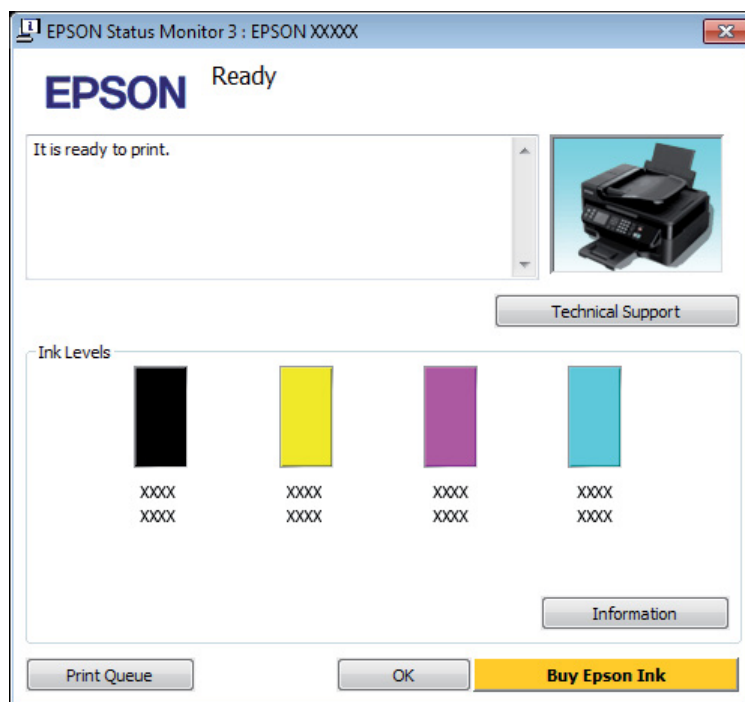 EPSON Status Monitor 3 : EPSON XXXXX
EPSON
Ready
It is ready to print.
Technical Support
Ink Levels
XXXX XXXX XXXX XXXX
XXXX XXXX XXXX XXXX
Information
Print Queue
OK
Buy Epson Ink